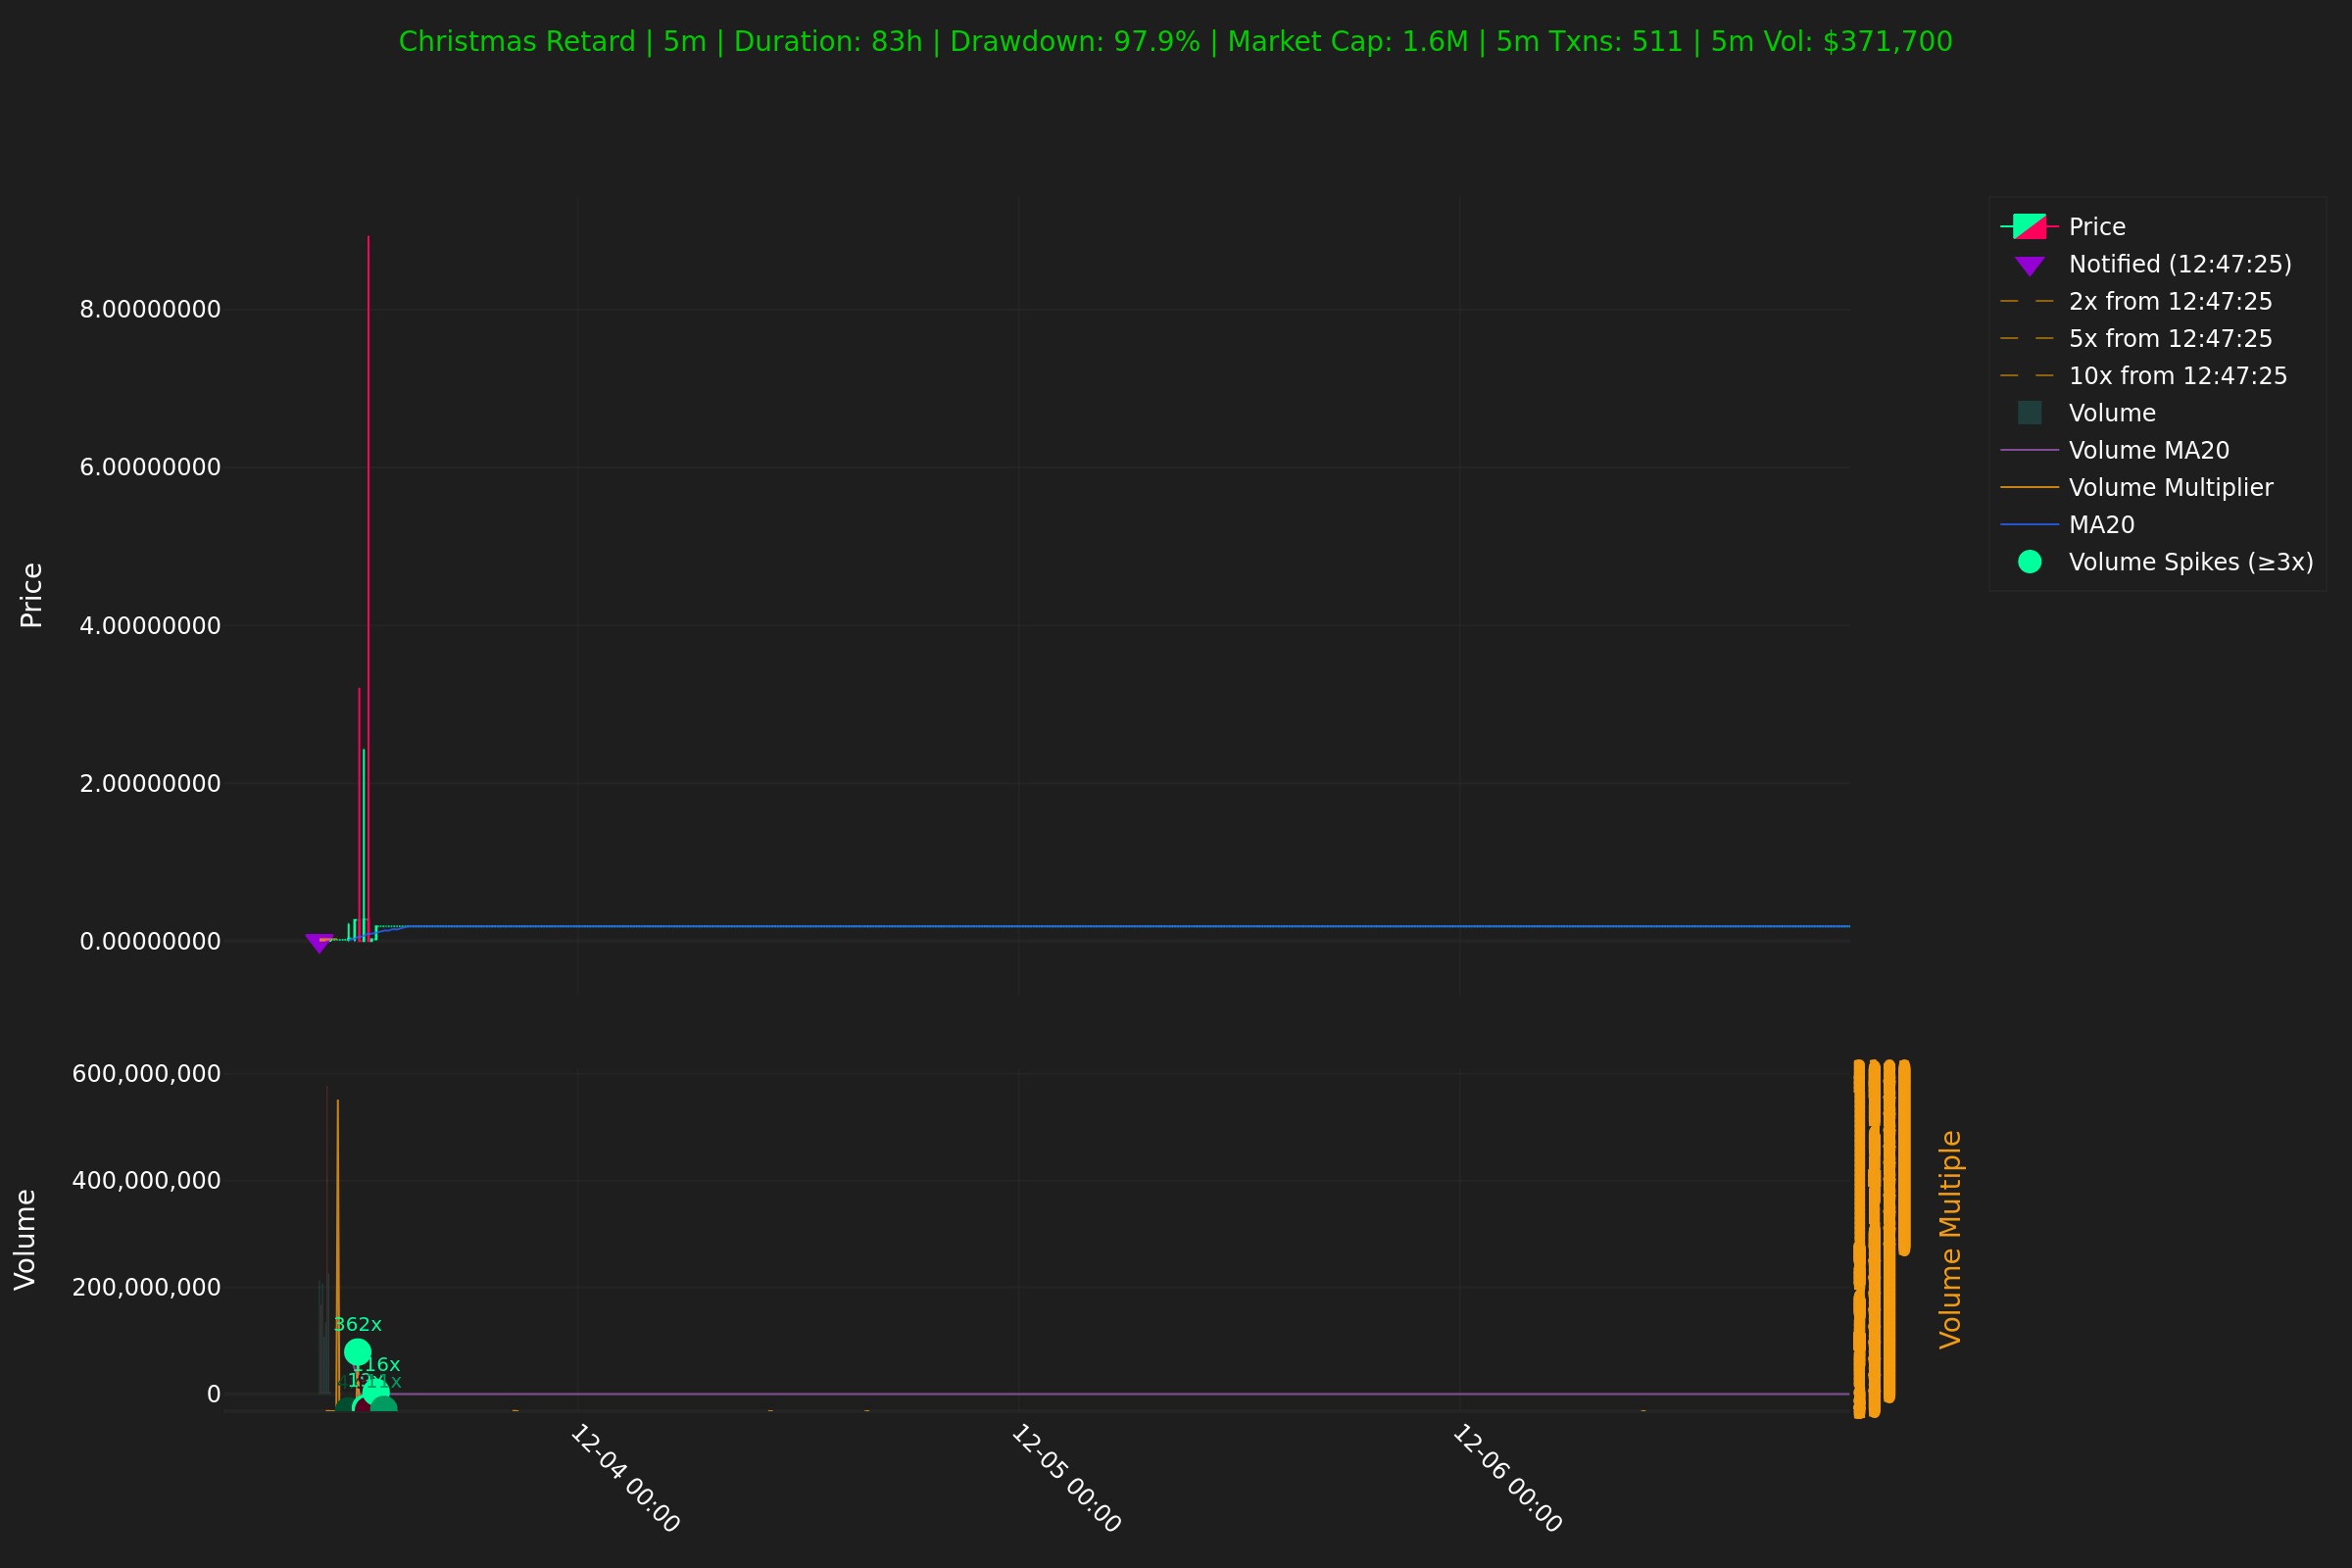 Christmas Retard | 5m | Duration: 83h | Drawdown: 97.9% | Market Cap: 1.6M | 5m Txns: 511 | 5m Vol: $371,700
Price
8.00000000
6.00000000
4.00000000
2.00000000
0.00000000
Price
Notified (12:47:25)
2x from 12:47:25
5x from 12:47:25
10x from 12:47:25
Volume
Volume MA20
Volume Multiplier
MA20
Volume Spikes (≥3x)
Volume
600,000,000
400,000,000
200,000,000
0
362x
116x
Volume Multiple
12-04 00:00
12-05 00:00
12-06 00:00